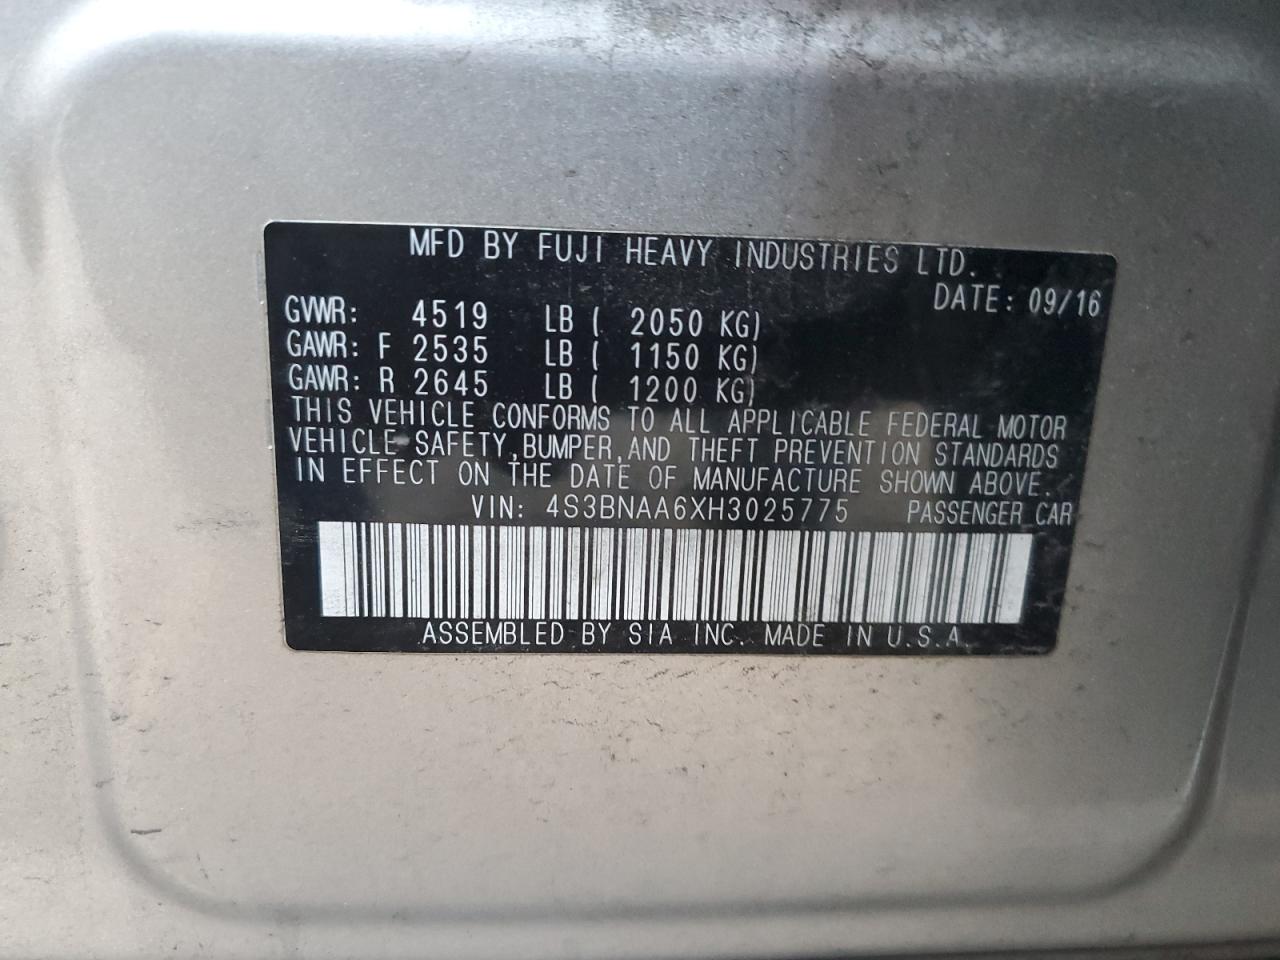 MFD BY FUJI HEAVY INDUSTRIES LTD.
DATE: 09/16
GVWR: 4519 LB ( 2050 KG)
GAWR: F 2535 LB ( 1150 KG)
GAWR: R 2645 LB ( 1200 KG)
THIS VEHICLE CONFORMS TO ALL APPLICABLE FEDERAL MOTOR
VEHICLE SAFETY,BUMPER,AND THEFT PREVENTION STANDARDS
IN EFFECT ON THE DATE OF MANUFACTURE SHOWN ABOVE.
VIN: 4S3BNAA6XH3025775 PASSENGER CAR
ASSEMBLED BY SIA INC. MADE IN U.S.A.